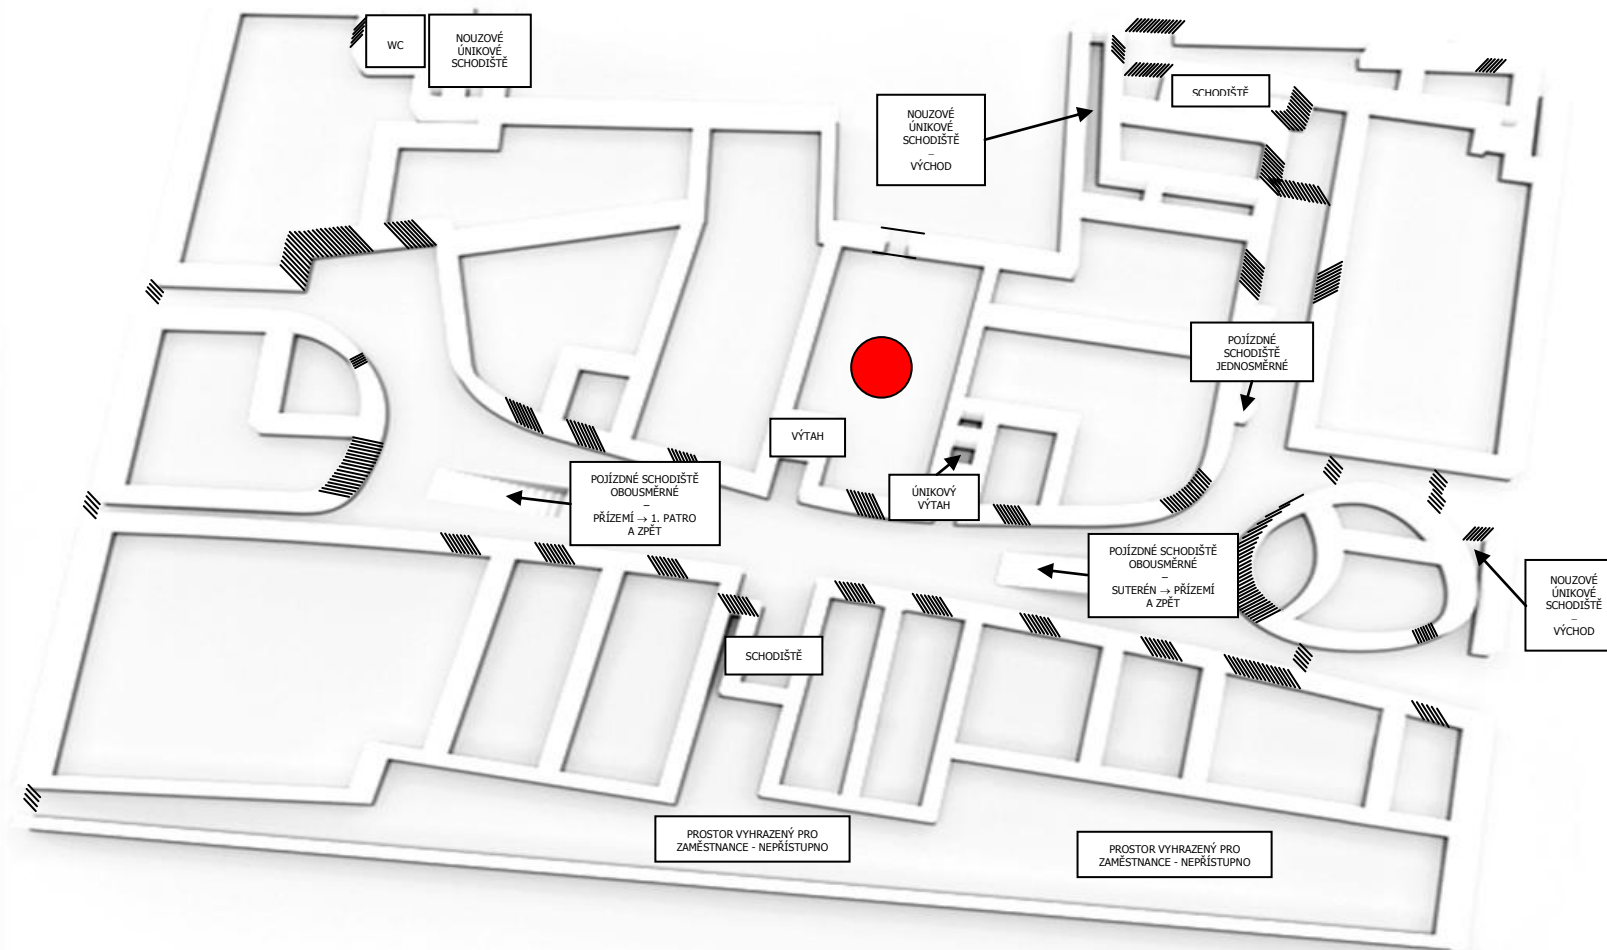 WC
NOUZOVÉ
ÚNIKOVÉ
SCHODIŠTĚ
NOUZOVÉ
ÚNIKOVÉ
SCHODIŠTĚ
–
VÝCHOD
SCHODIŠTĚ
POJÍZDNÉ
SCHODIŠTĚ
JEDNOSMĚRNÉ
VÝTAH
POJÍZDNÉ SCHODIŠTĚ
OBOUSMĚRNÉ
–
PŘÍZEMÍ → 1. PATRO
A ZPĚT
ÚNIKOVÝ
VÝTAH
POJÍZDNÉ SCHODIŠTĚ
OBOUSMĚRNÉ
–
SUTERÉN → PŘÍZEMÍ
A ZPĚT
NOUZOVÉ
ÚNIKOVÉ
SCHODIŠTĚ
–
VÝCHOD
SCHODIŠTĚ
PROSTOR VYHRAZENÝ PRO
ZAMĚSTNANCE - NEPŘÍSTUPNO
PROSTOR VYHRAZENÝ PRO
ZAMĚSTNANCE - NEPŘÍSTUPNO